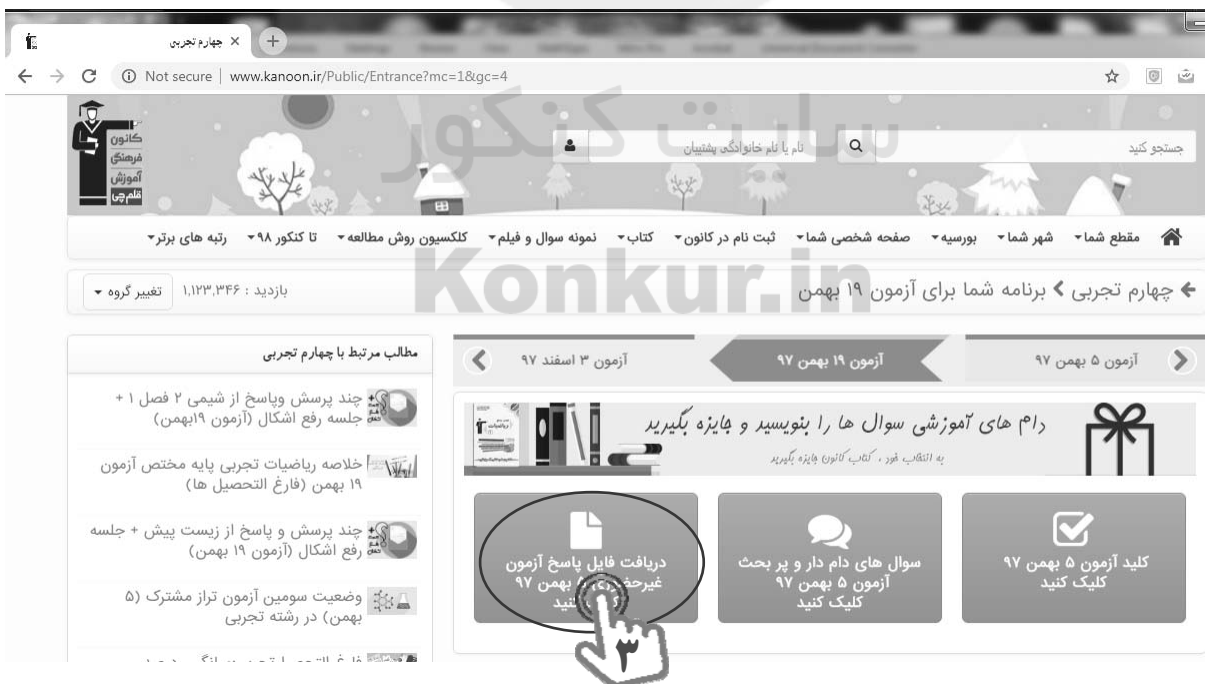 چهارم تجربی
Not secure | www.kanoon.ir/Public/Entrance?mc=1&gc=4
سایت کنکور
کانون
فرهنگی
آموزش
قلم‌چی
جستجو کنید
نام یا نام خانوادگی پشتیبان
مقطع شما
شهر شما
بورسیه
صفحه شخصی شما
ثبت نام در کانون
کتاب
نمونه سوال و فیلم
کلکسیون روش مطالعه
تا کنکور ۹۸
رتبه های برتر
Konkur.in
چهارم تجربی
برنامه شما برای آزمون ۱۹ بهمن
بازدید : ۱,۱۲۳,۳۴۶
تغییر گروه
آزمون ۵ بهمن ۹۷
آزمون ۱۹ بهمن ۹۷
آزمون ۳ اسفند ۹۷
دام های آموزشی سوال ها را بنویسید و جایزه بگیرید
به انتخاب خود ، کتاب کانون جایزه بگیرید
کلید آزمون ۵ بهمن ۹۷
کلیک کنید
سوال های دام دار و پر بحث
آزمون ۵ بهمن ۹۷
کلیک کنید
دریافت فایل پاسخ آزمون
بهمن ۹۷
۳
مطالب مرتبط با چهارم تجربی
چند پرسش وپاسخ از شیمی ۲ فصل ۱ +
جلسه رفع اشکال (آزمون ۱۹بهمن)
خلاصه ریاضیات تجربی پایه مختص آزمون
۱۹ بهمن (فارغ التحصیل ها)
چند پرسش و پاسخ از زیست پیش + جلسه
رفع اشکال (آزمون ۱۹ بهمن)
وضعیت سومین آزمون تراز مشترک (۵
بهمن) در رشته تجربی